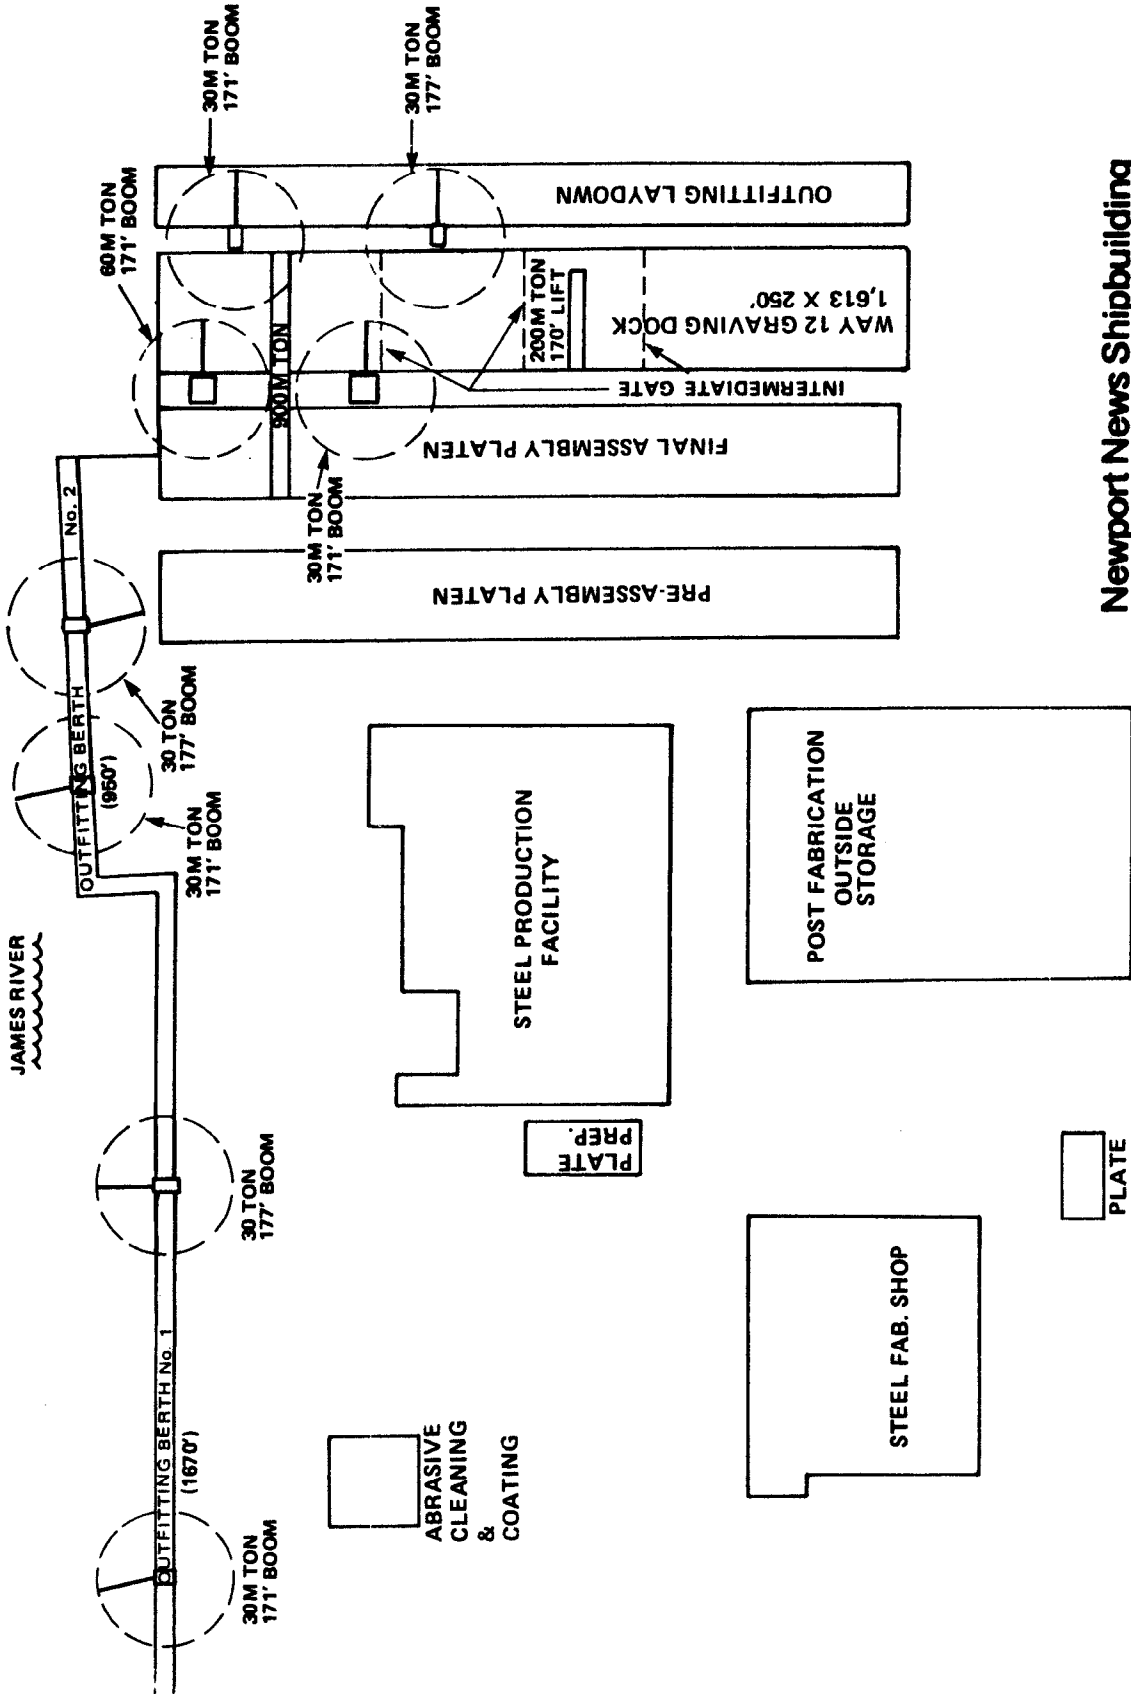 JAMES RIVER
OUTFITTING BERTH No. 1
(1670')
30M TON
171' BOOM
30 TON
177' BOOM
OUTFITTING BERTH
No. 2
(950')
30M TON
171' BOOM
30 TON
177' BOOM
60M TON
171' BOOM
30M TON
171' BOOM
30M TON
177' BOOM
30M TON
171' BOOM
900M TON
200M TON
170' LIFT
OUTFITTING LAYDOWN
WAY 12 GRAVING DOCK
1,613 X 250'
INTERMEDIATE GATE
FINAL ASSEMBLY PLATEN
PRE-ASSEMBLY PLATEN
ABRASIVE
CLEANING
&
COATING
PLATE
PREP.
STEEL PRODUCTION
FACILITY
STEEL FAB. SHOP
POST FABRICATION
OUTSIDE
STORAGE
PLATE
Newport News Shipbuilding